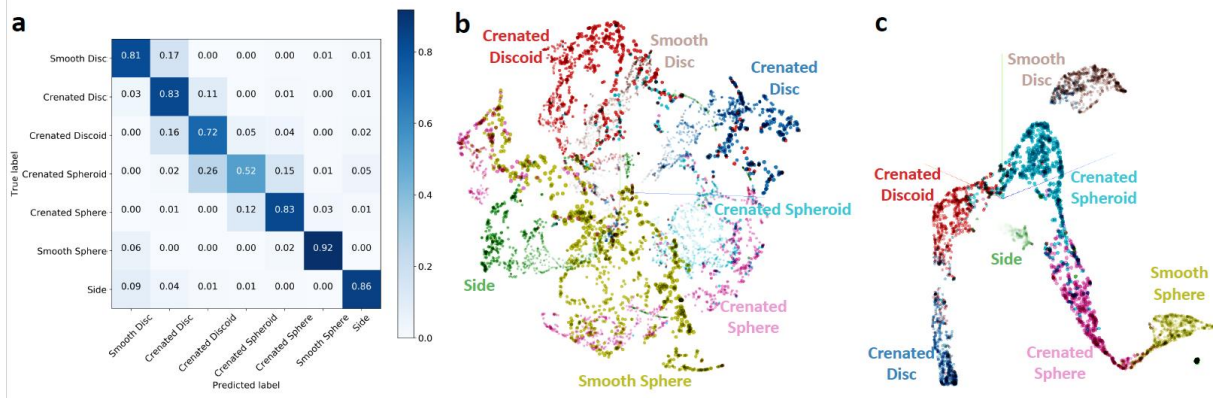 a
True label
Smooth Disc 0.81 0.17 0.00 0.00 0.00 0.01 0.01
Crenated Disc 0.03 0.83 0.11 0.00 0.01 0.00 0.01
Crenated Discoid 0.00 0.16 0.72 0.05 0.04 0.00 0.02
Crenated Spheroid 0.00 0.02 0.26 0.52 0.15 0.01 0.05
Crenated Sphere 0.00 0.01 0.00 0.12 0.83 0.03 0.01
Smooth Sphere 0.06 0.00 0.00 0.00 0.02 0.92 0.00
Side 0.09 0.04 0.01 0.01 0.00 0.00 0.86
Smooth Disc
Crenated Disc
Crenated Discoid
Crenated Spheroid
Crenated Sphere
Smooth Sphere
Side
Predicted label
0.8
0.6
0.4
0.2
0.0
b
Crenated
Discoid
Smooth
Disc
Crenated
Disc
Crenated Spheroid
Side
Crenated
Sphere
Smooth Sphere
c
Smooth
Disc
Crenated
Discoid
Crenated
Spheroid
Side
Smooth
Sphere
Crenated
Disc
Crenated
Sphere